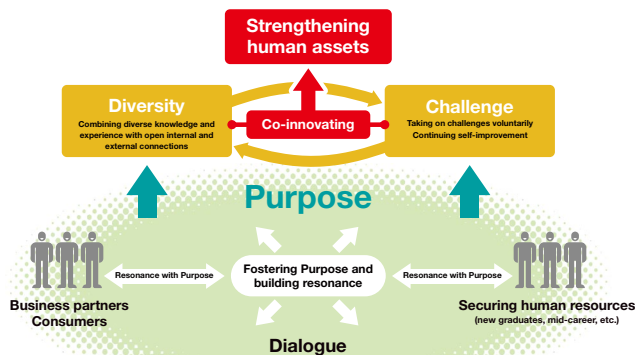 Strengthening
human assets
Diversity
Combining diverse knowledge and
experience with open internal and
external connections
Co-innovating
Challenge
Taking on challenges voluntarily
Continuing self-improvement
Purpose
Resonance with Purpose
Fostering Purpose and
building resonance
Resonance with Purpose
Business partners
Consumers
Securing human resources
(new graduates, mid-career, etc.)
Dialogue